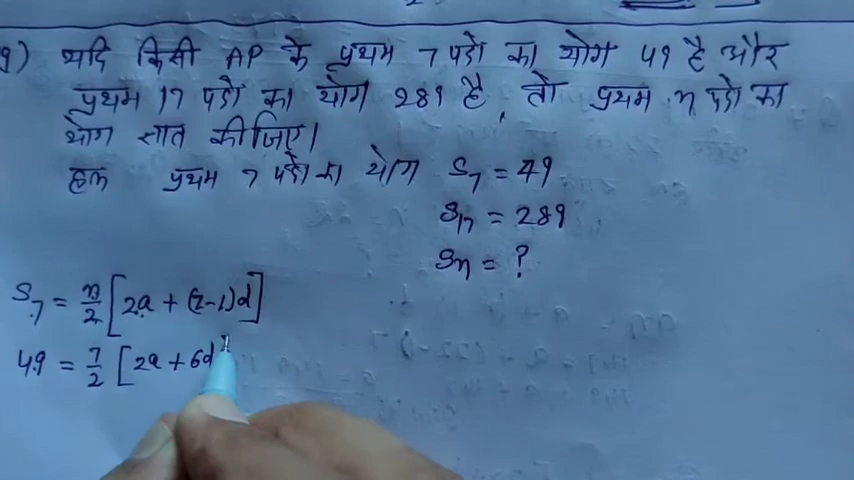 9) यदि किसी AP के प्रथम 7 पदो का योग 49 है और
प्रथम 17 पदो का योग 289 है, तो प्रथम n पदो का
योग ज्ञात कीजिए।
हल प्रथम 7 पदो का योग S₇ = 49
S₁₇ = 289
Sn = ?
S₇ = n/2 [2a + (7-1)d]
49 = 7/2 [2a + 6d